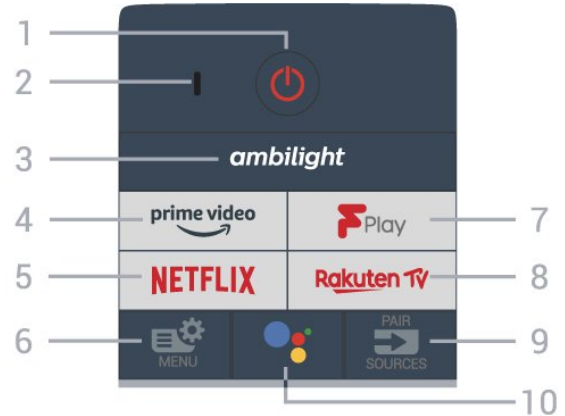 1
2
3 ambilight
4 prime video FPlay 7
5 NETFLIX Rakuten TV 8
6 MENU PAIR SOURCES 9
10